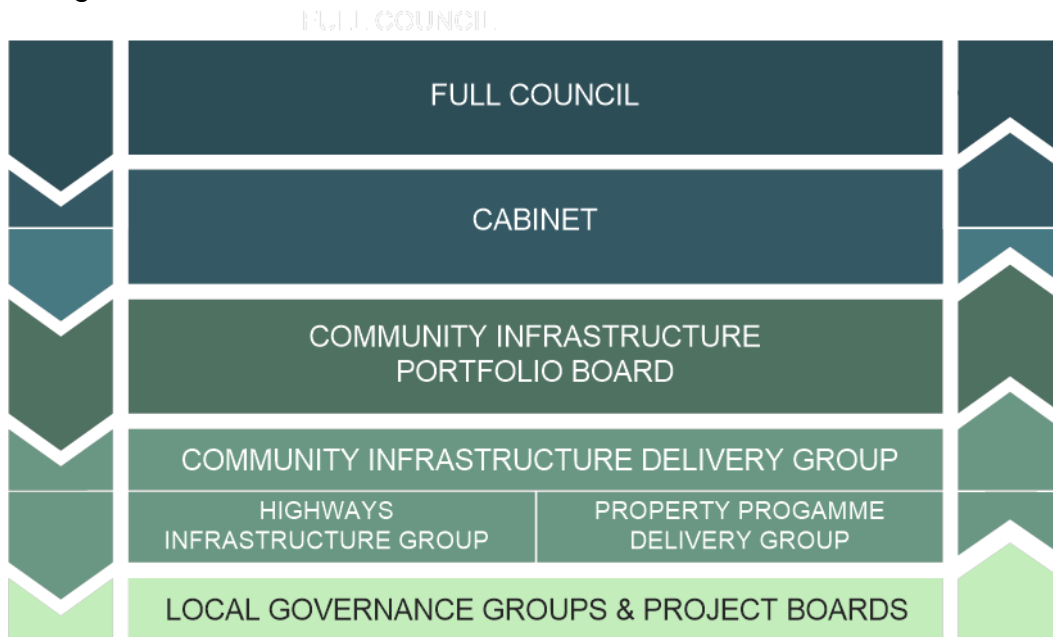 FULL COUNCIL
FULL COUNCIL
CABINET
COMMUNITY INFRASTRUCTURE
PORTFOLIO BOARD
COMMUNITY INFRASTRUCTURE DELIVERY GROUP
HIGHWAYS
INFRASTRUCTURE GROUP
PROPERTY PROGAMME
DELIVERY GROUP
LOCAL GOVERNANCE GROUPS & PROJECT BOARDS